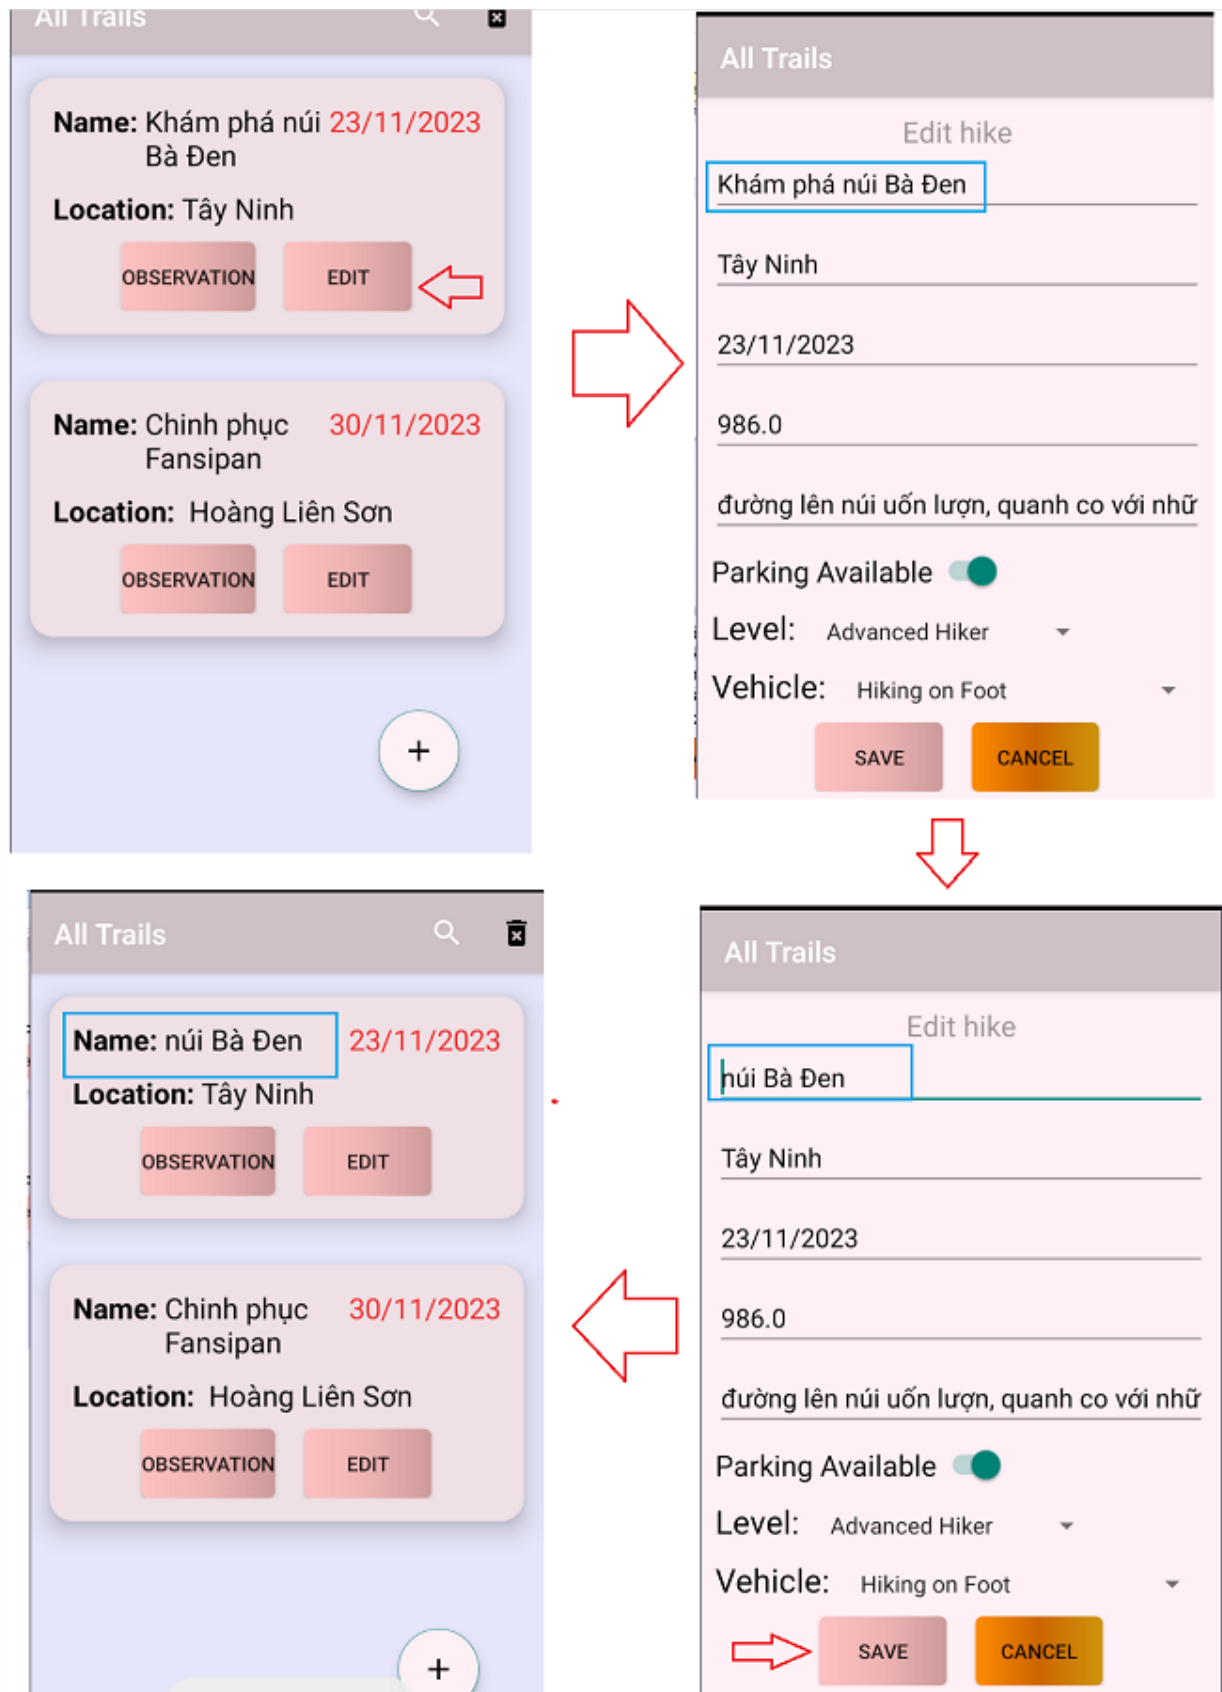 All Trails
Name: Khám phá núi 23/11/2023
Bà Đen
Location: Tây Ninh
OBSERVATION EDIT
Name: Chinh phục 30/11/2023
Fansipan
Location: Hoàng Liên Sơn
OBSERVATION EDIT
+
All Trails
Edit hike
Khám phá núi Bà Đen
Tây Ninh
23/11/2023
986.0
đường lên núi uốn lượn, quanh co với nhữ
Parking Available
Level: Advanced Hiker
Vehicle: Hiking on Foot
SAVE CANCEL
All Trails
Edit hike
núi Bà Đen
Tây Ninh
23/11/2023
986.0
đường lên núi uốn lượn, quanh co với nhữ
Parking Available
Level: Advanced Hiker
Vehicle: Hiking on Foot
SAVE CANCEL
All Trails
Name: núi Bà Đen 23/11/2023
Location: Tây Ninh
OBSERVATION EDIT
Name: Chinh phục 30/11/2023
Fansipan
Location: Hoàng Liên Sơn
OBSERVATION EDIT
+